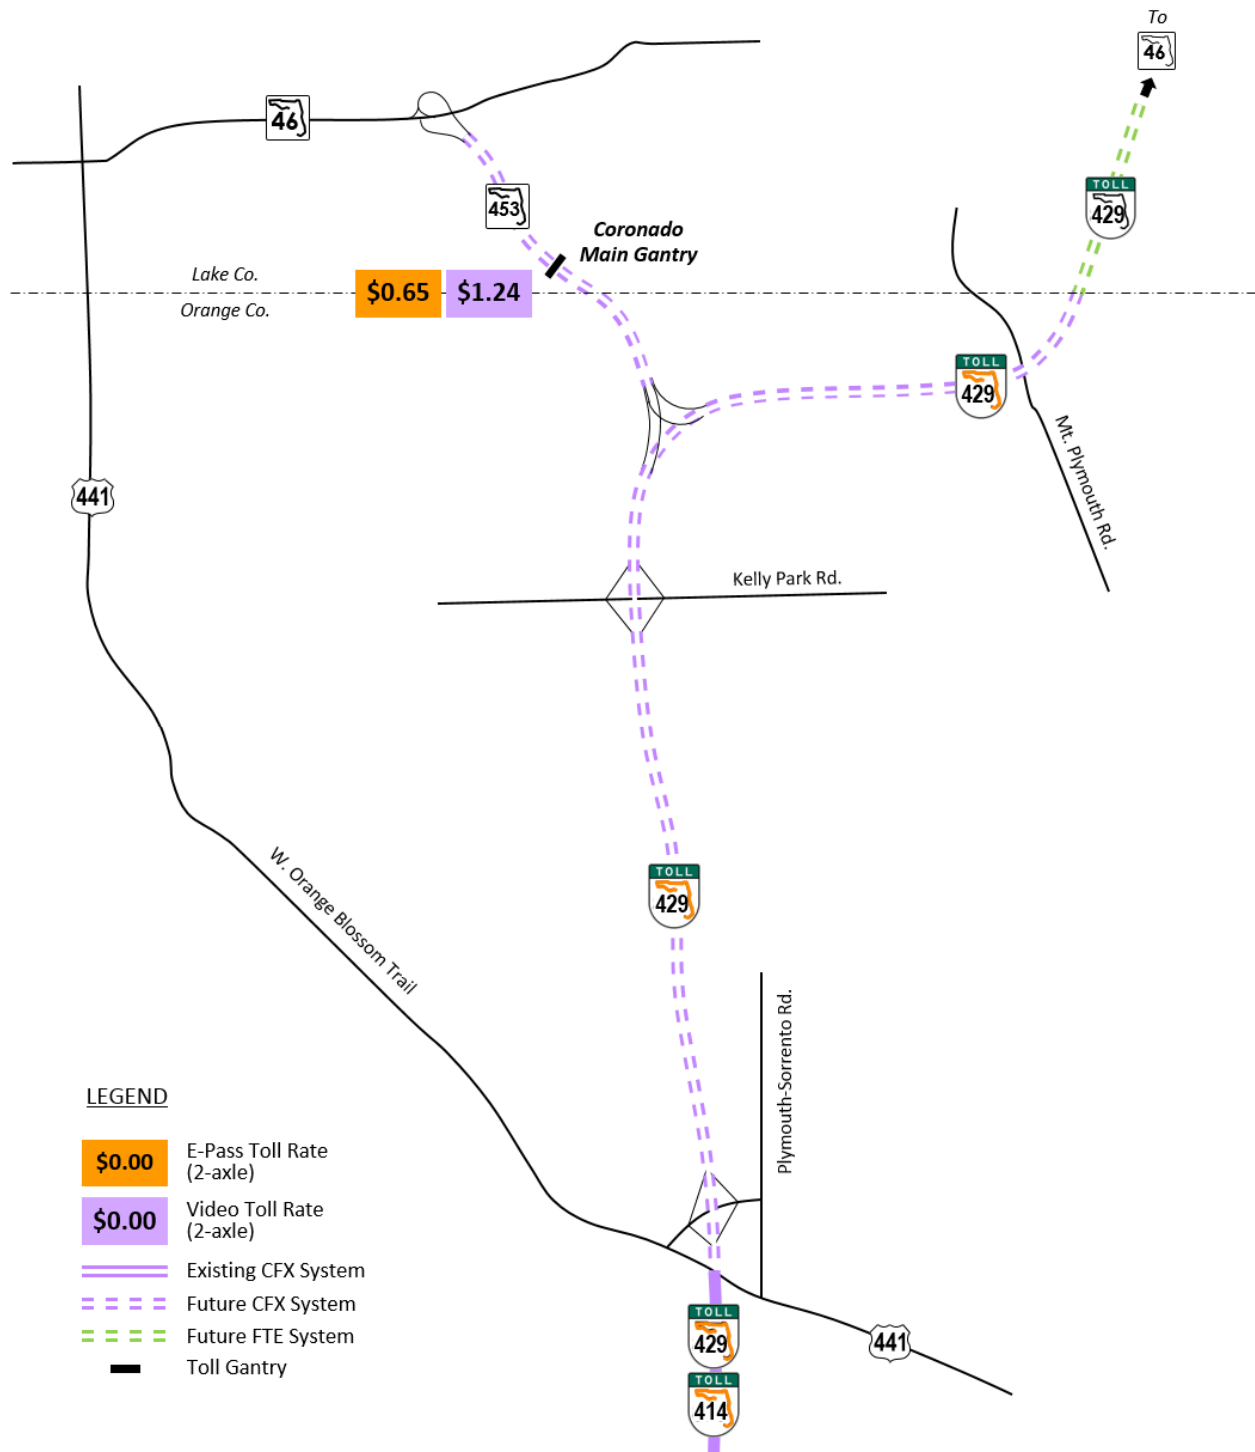 To
46
46
TOLL
429
453
Coronado
Main Gantry
Lake Co.
$0.65
$1.24
Orange Co.
TOLL
429
Mt. Plymouth Rd.
441
Kelly Park Rd.
W. Orange Blossom Trail
TOLL
429
Plymouth-Sorrento Rd.
LEGEND
$0.00
E-Pass Toll Rate
(2-axle)
$0.00
Video Toll Rate
(2-axle)
Existing CFX System
Future CFX System
Future FTE System
Toll Gantry
TOLL
429
441
TOLL
414